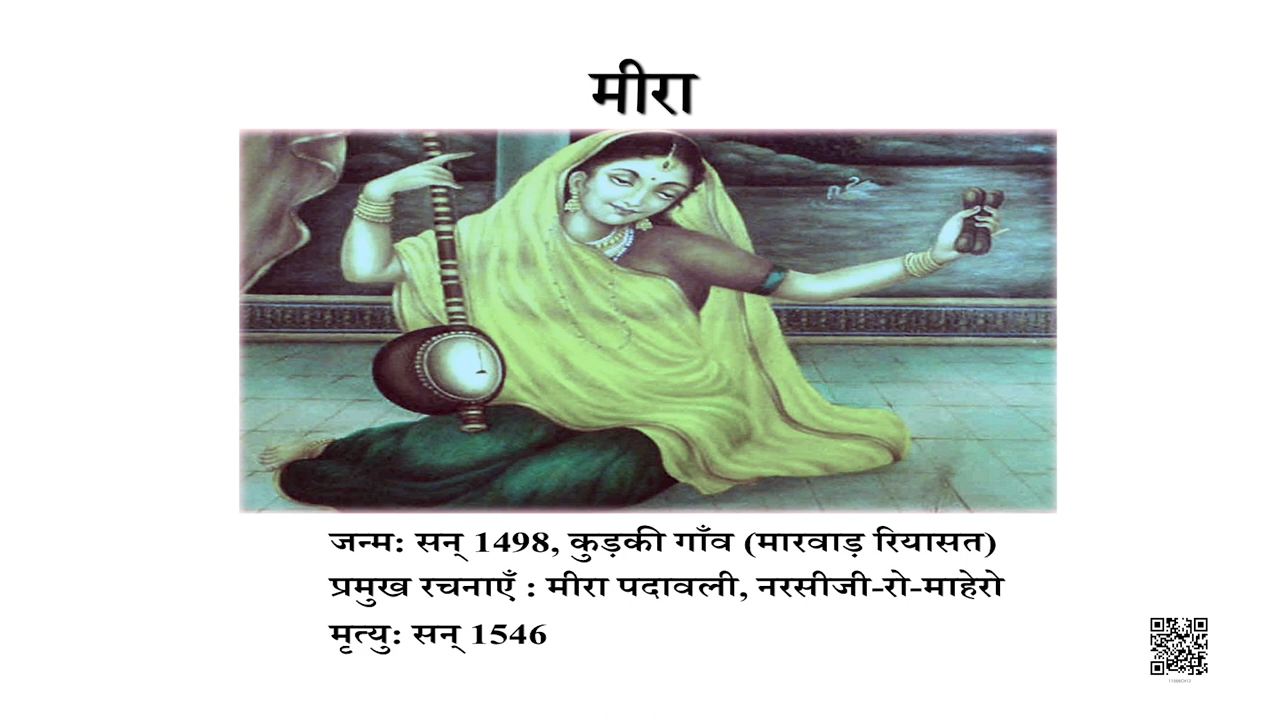 मीरा
जन्म: सन् 1498, कुड़की गाँव (मारवाड़ रियासत)
प्रमुख रचनाएँ : मीरा पदावली, नरसीजी-रो-माहेरो
मृत्यु: सन् 1546